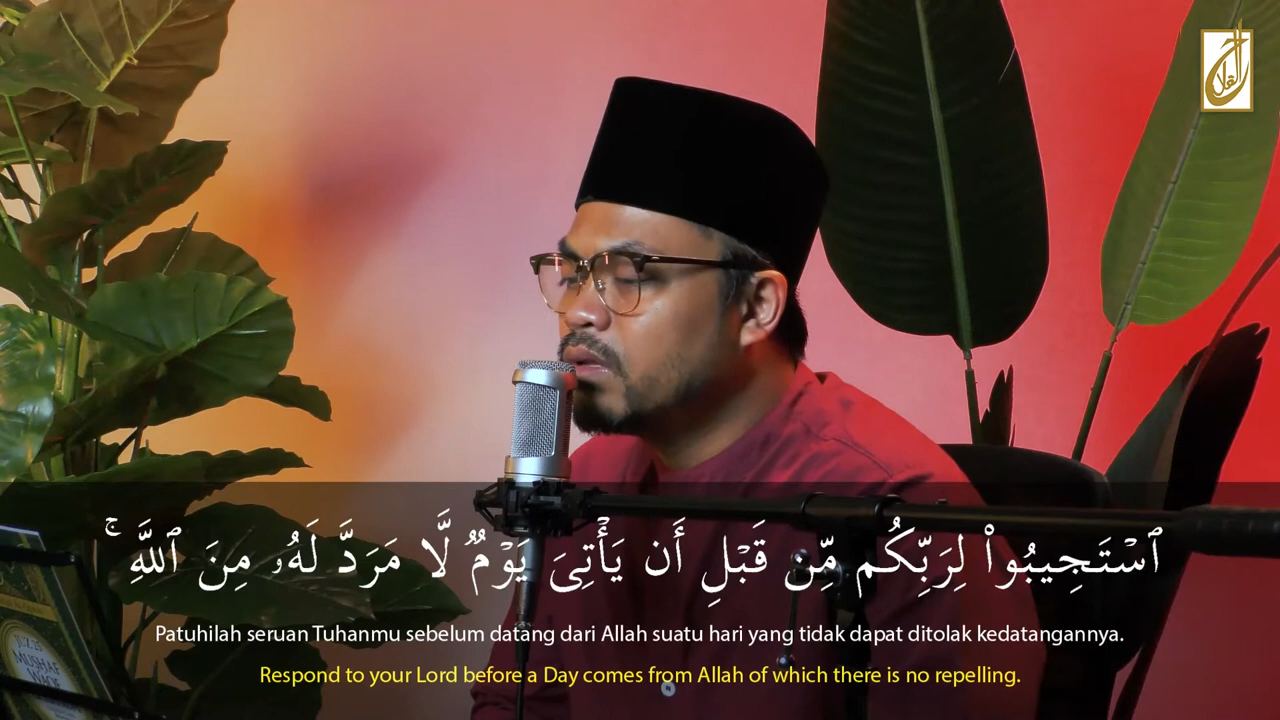 ٱسْتَجِيبُوا۟ لِرَبِّكُم مِّن قَبْلِ أَن يَأْتِىَ يَوْمٌ لَّا مَرَدَّ لَهُۥ مِنَ ٱللَّهِ ۚ
Patuhilah seruan Tuhanmu sebelum datang dari Allah suatu hari yang tidak dapat ditolak kedatangannya.
Respond to your Lord before a Day comes from Allah of which there is no repelling.
MUSHAF